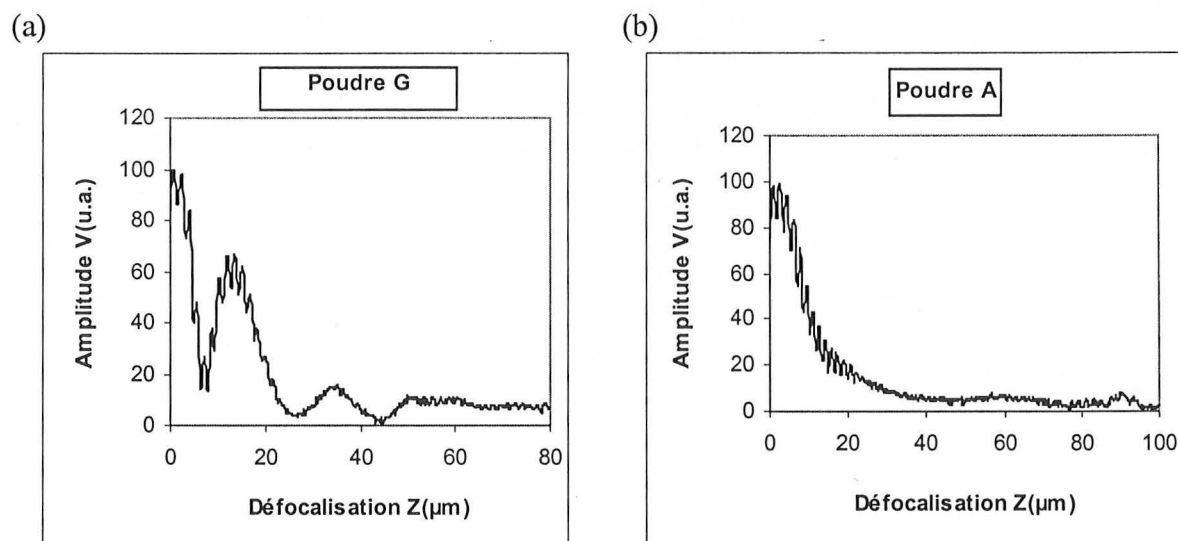 (a)
Poudre G
120
100
80
60
40
20
0
Amplitude V(u.a.)
0 20 40 60 80
Défocalisation Z(µm)
(b)
Poudre A
120
100
80
60
40
20
0
Amplitude V(u.a.)
0 20 40 60 80 100
Défocalisation Z(µm)